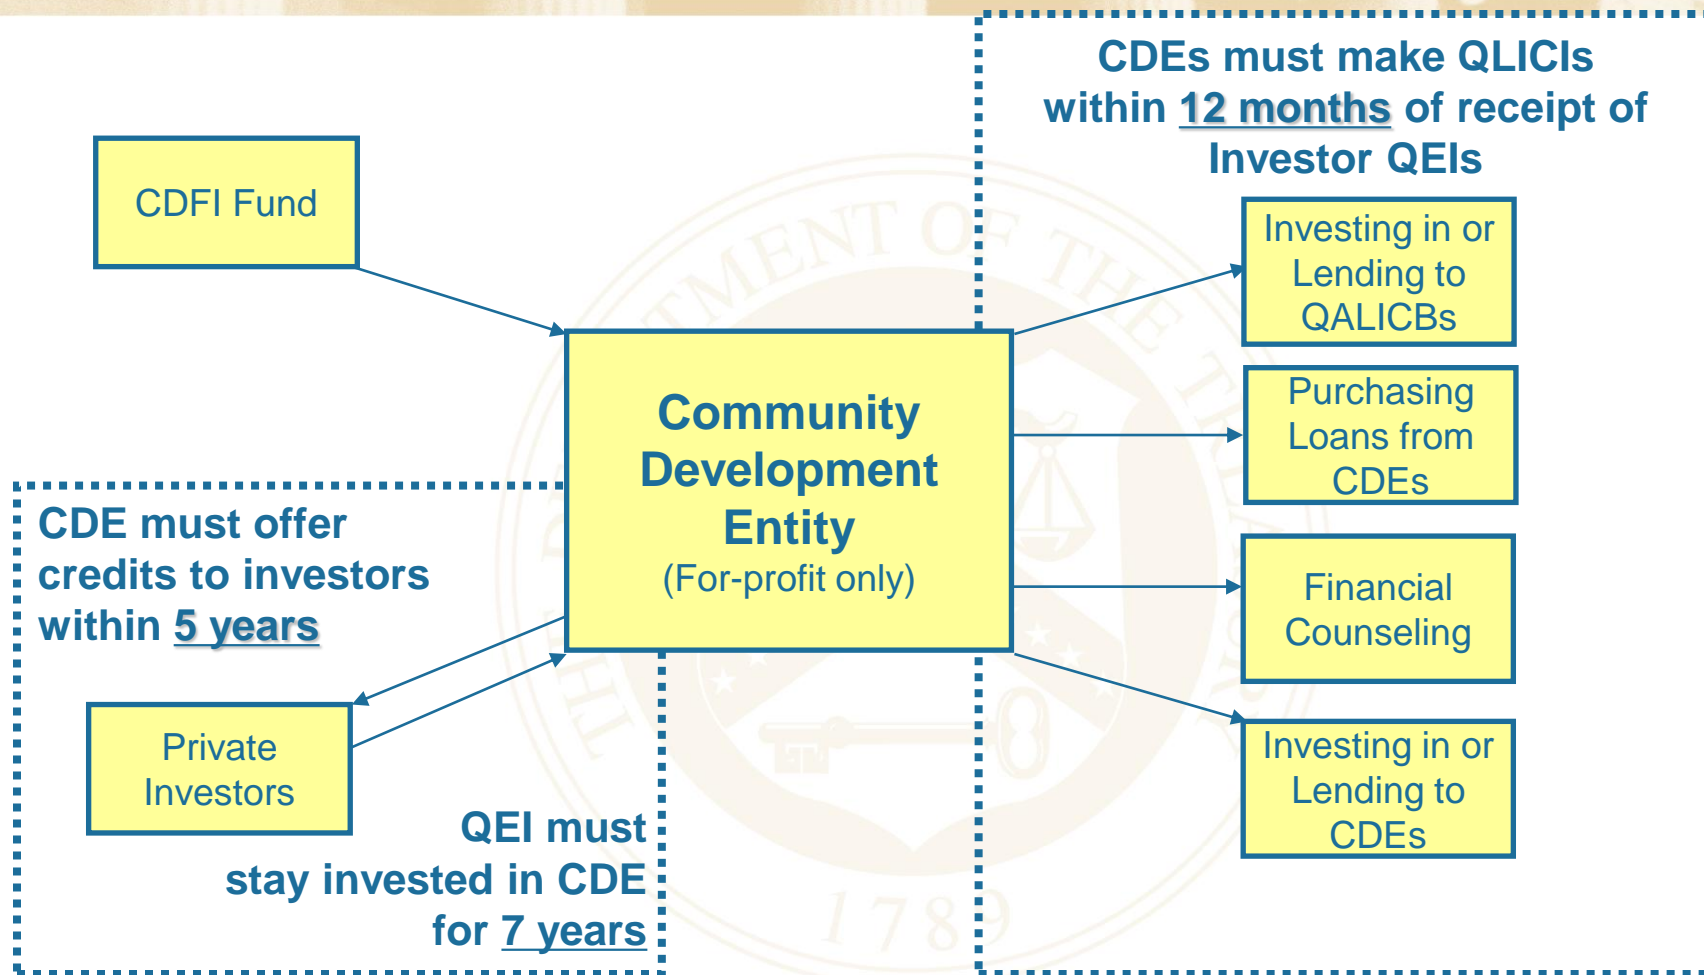 CDEs must make QLICIs
within 12 months of receipt of
Investor QEIs
CDFI Fund
Investing in or
Lending to
QALICBs
Community
Development
Entity
(For-profit only)
Purchasing
Loans from
CDEs
CDE must offer
credits to investors
within 5 years
Financial
Counseling
Private
Investors
Investing in or
Lending to
CDEs
QEI must
stay invested in CDE
for 7 years
1789